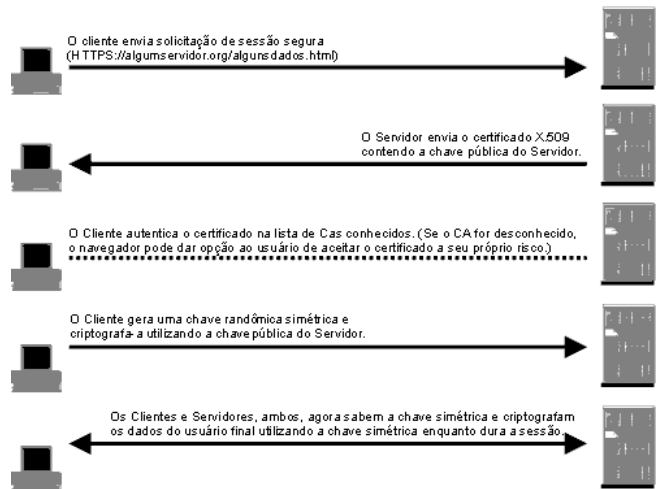 O cliente envia solicitação de sessão segura
(HTTPS://algumservidor.org/algunsdados.html)
O Servidor envia o certificado X.509
contendo a chave pública do Servidor.
O Cliente autentica o certificado na lista de Cas conhecidos. (Se o CA for desconhecido,
o navegador pode dar opção ao usuário de aceitar o certificado a seu próprio risco.)
O Cliente gera uma chave randômica simétrica e
criptografa-a utilizando a chave pública do Servidor.
Os Clientes e Servidores, ambos, agora sabem a chave simétrica e criptografam
os dados do usuário final utilizando a chave simétrica enquanto dura a sessão.